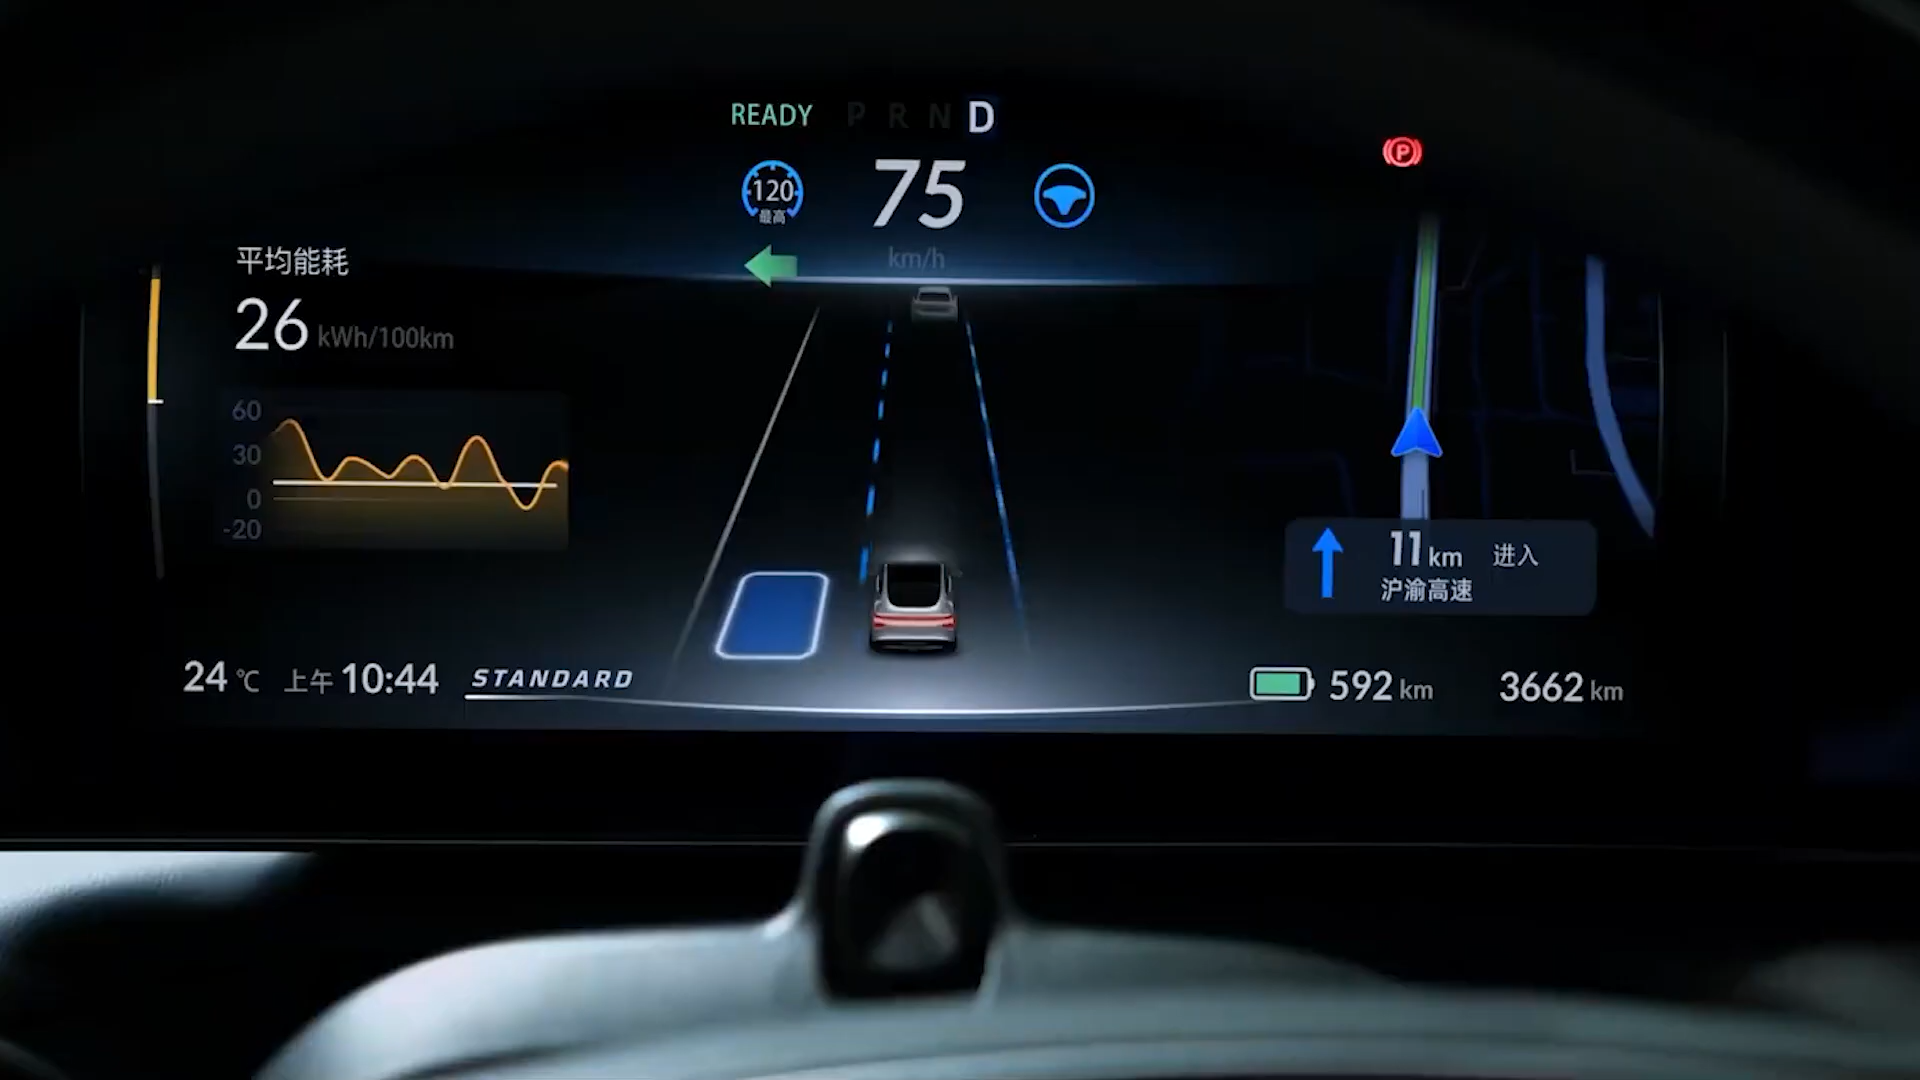 READY P R N D
120
最高
75
km/h
P
平均能耗
26 kWh/100km
60
30
0
-20
11 km 进入
沪渝高速
24 ℃ 上午 10:44 STANDARD
592 km 3662 km